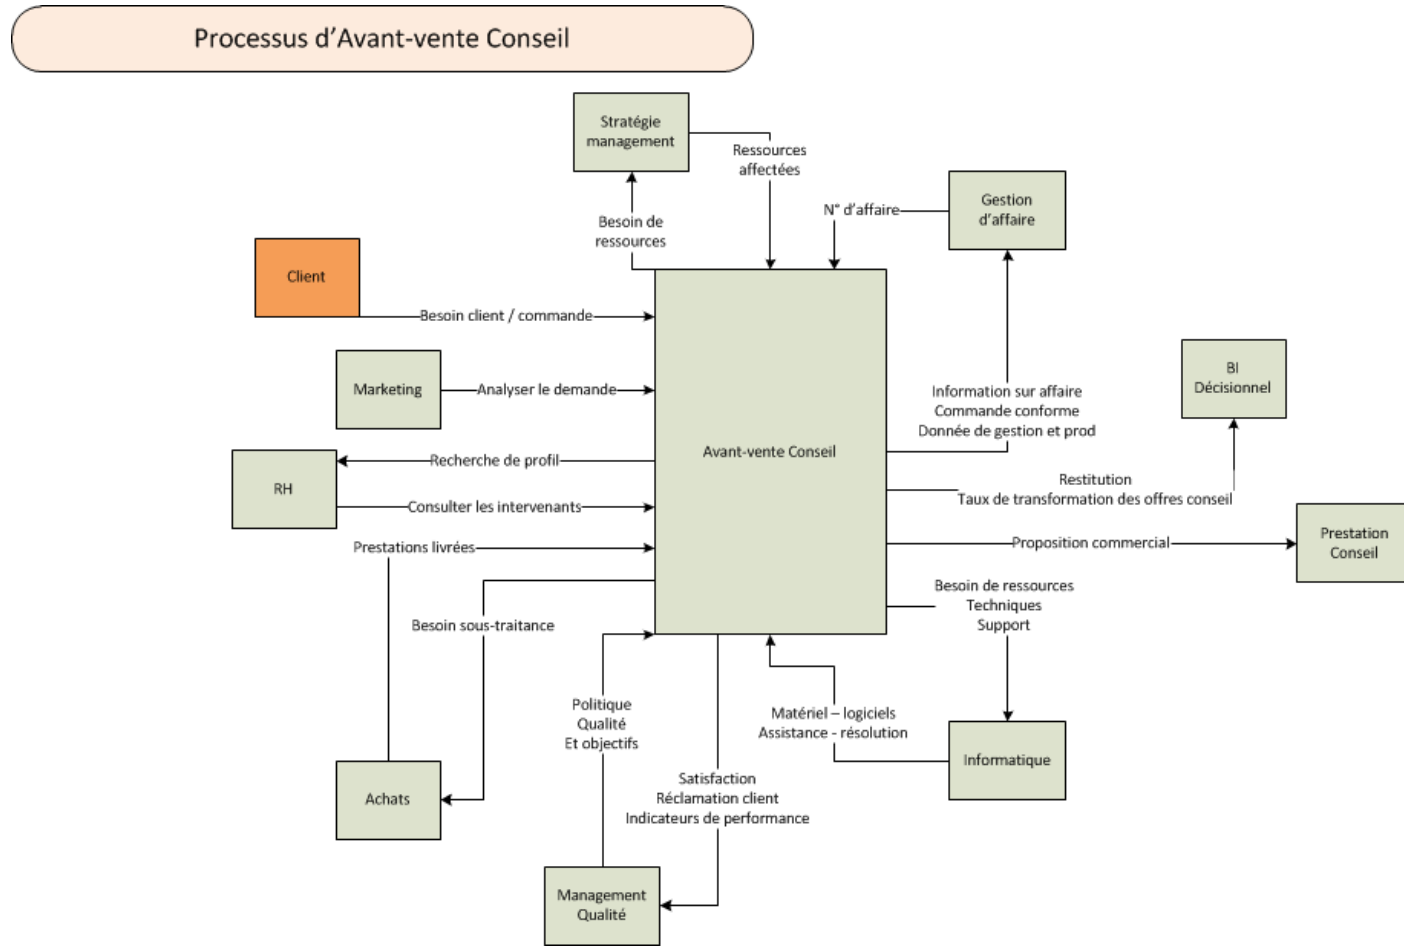 Processus d'Avant-vente Conseil
Stratégie
management
Ressources
affectées
Gestion
d'affaire
N° d'affaire
Besoin de
ressources
Client
Besoin client / commande
BI
Décisionnel
Marketing
Analyser le demande
Information sur affaire
Commande conforme
Donnée de gestion et prod
Avant-vente Conseil
RH
Recherche de profil
Consulter les intervenants
Restitution
Taux de transformation des offres conseil
Prestations livrées
Proposition commercial
Prestation
Conseil
Besoin sous-traitance
Besoin de ressources
Techniques
Support
Politique
Qualité
Et objectifs
Matériel – logiciels
Assistance - résolution
Informatique
Achats
Satisfaction
Réclamation client
Indicateurs de performance
Management
Qualité